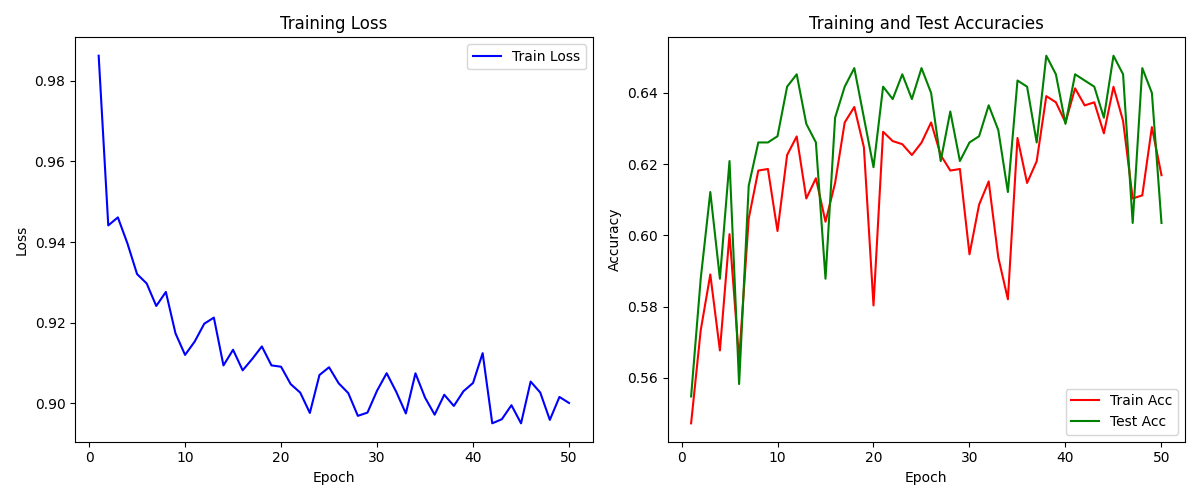 Training Loss
Train Loss
0.98
0.96
0.94
0.92
0.90
Loss
0 10 20 30 40 50
Epoch
Training and Test Accuracies
0.64
0.62
0.60
0.58
0.56
Accuracy
Train Acc
Test Acc
0 10 20 30 40 50
Epoch